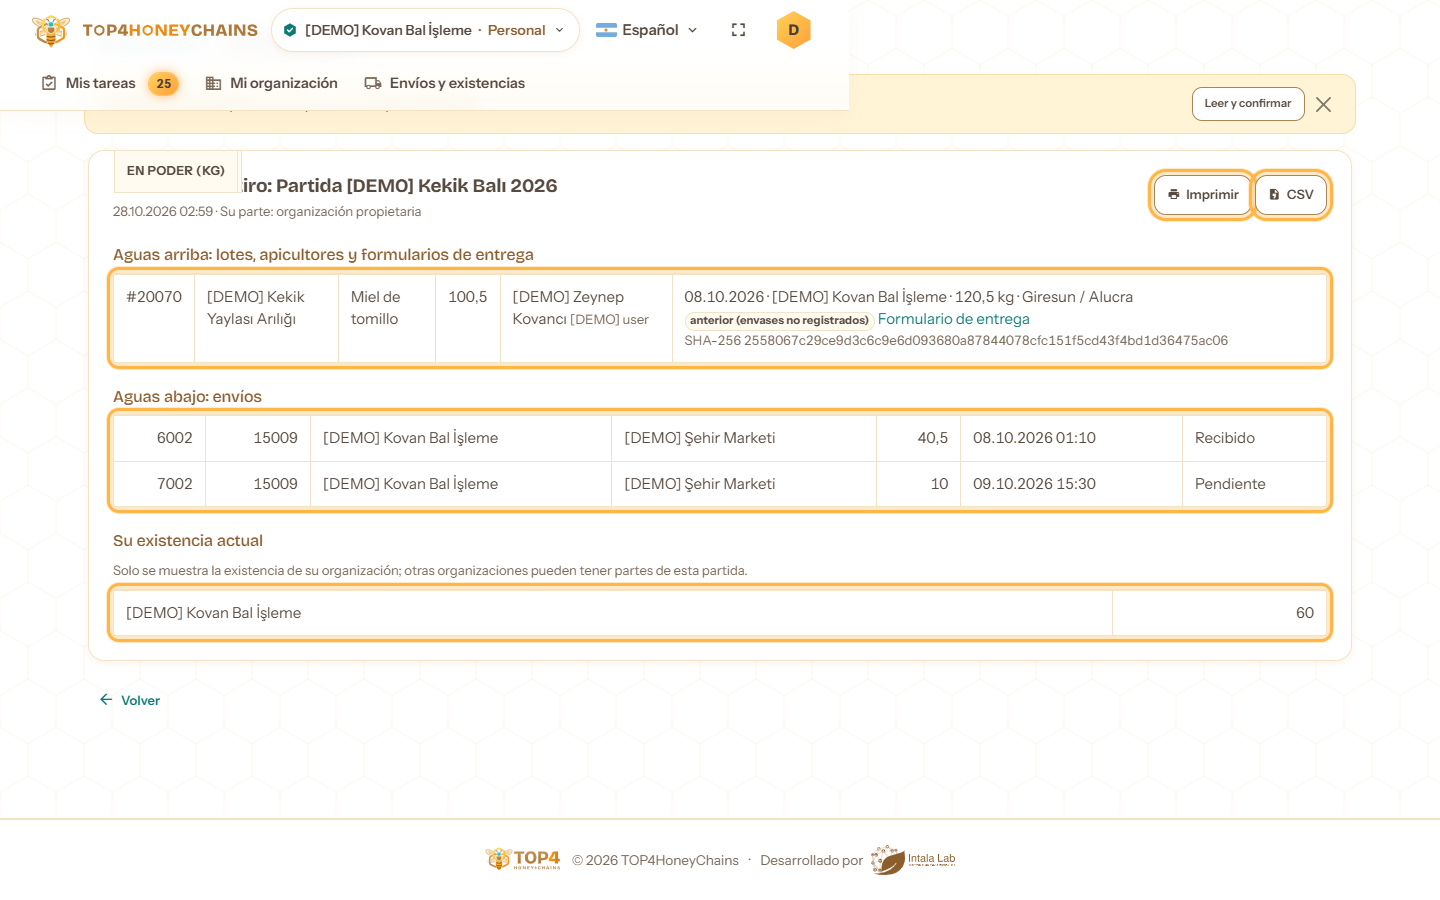 TOP4HONEYCHAINS
[DEMO] Kovan Bal İşleme · Personal
Español
D
Mis tareas 25
Mi organización
Envíos y existencias
Leer y confirmar
EN PODER (KG)
iro: Partida [DEMO] Kekik Balı 2026
28.10.2026 02:59 · Su parte: organización propietaria
Imprimir
CSV
Aguas arriba: lotes, apicultores y formularios de entrega
#20070 [DEMO] Kekik Yaylası Arılığı Miel de tomillo 100,5 [DEMO] Zeynep Kovancı [DEMO] user
08.10.2026 · [DEMO] Kovan Bal İşleme · 120,5 kg · Giresun / Alucra
anterior (envases no registrados) Formulario de entrega
SHA-256 2558067c29ce9d3c6c9e6d093680a87844078cfc151f5cd43f4bd1d36475ac06
Aguas abajo: envíos
6002 15009 [DEMO] Kovan Bal İşleme [DEMO] Şehir Marketi 40,5 08.10.2026 01:10 Recibido
7002 15009 [DEMO] Kovan Bal İşleme [DEMO] Şehir Marketi 10 09.10.2026 15:30 Pendiente
Su existencia actual
Solo se muestra la existencia de su organización; otras organizaciones pueden tener partes de esta partida.
[DEMO] Kovan Bal İşleme 60
Volver
TOP4 HONEYCHAINS © 2026 TOP4HoneyChains · Desarrollado por Intala Lab